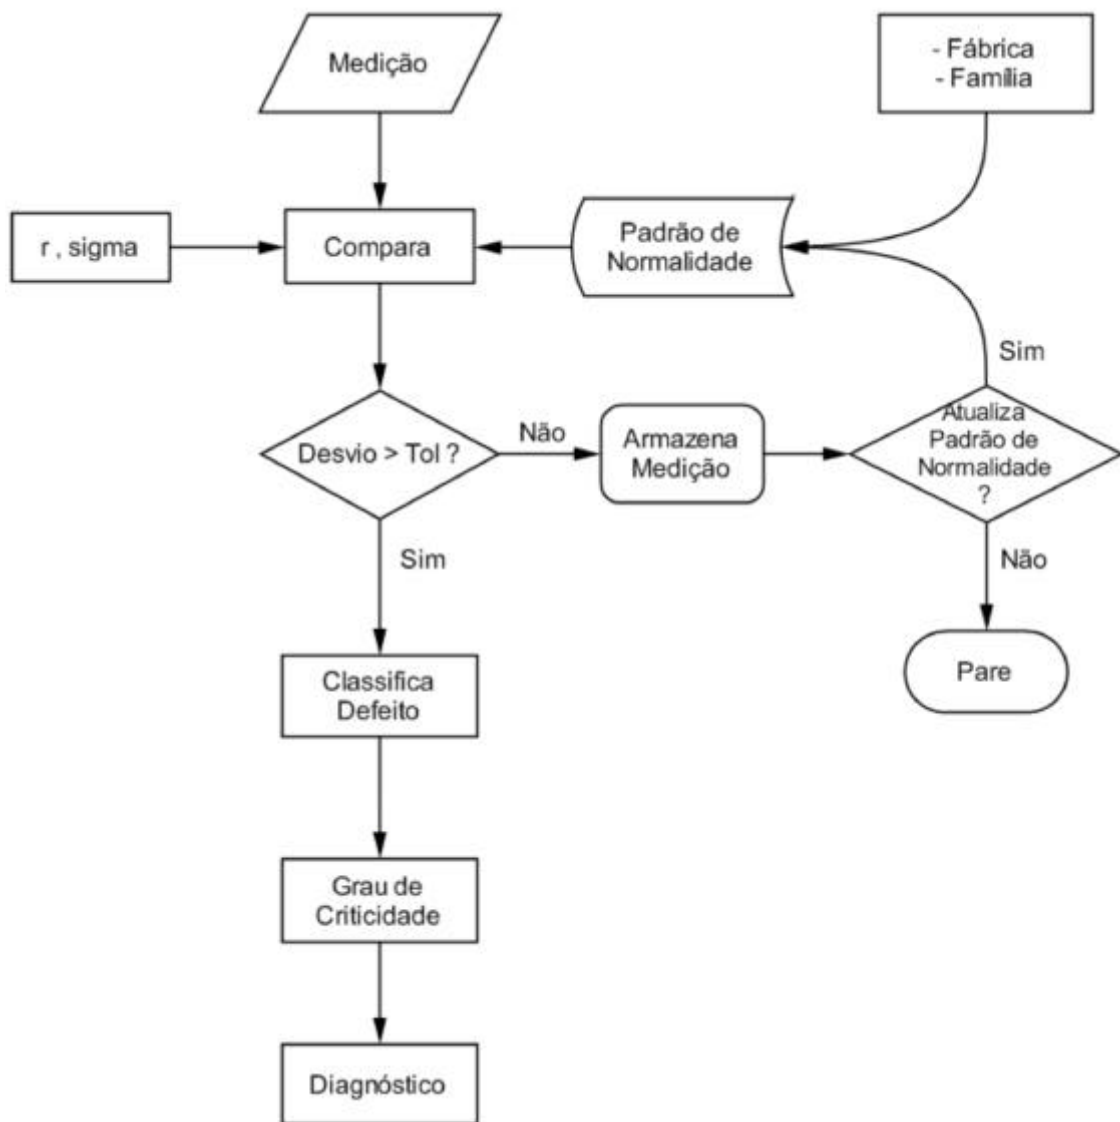 Medição
- Fábrica
- Família
r , sigma
Compara
Padrão de
Normalidade
Sim
Desvio > Tol ?
Não
Armazena
Medição
Atualiza
Padrão de
Normalidade
?
Sim
Não
Classifica
Defeito
Pare
Grau de
Criticidade
Diagnóstico